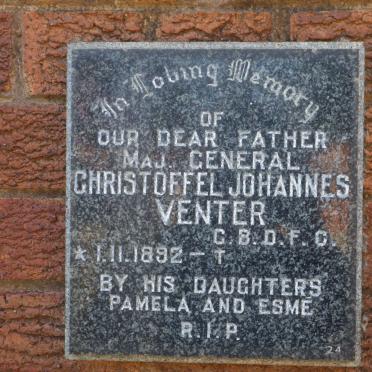 In Loving Memory
OF
OUR DEAR FATHER
MAJ. GENERAL
CHRISTOFFEL JOHANNES
VENTER
C.B.D.F.C.
* 1.11.1892 – T
BY HIS DAUGHTERS
PAMELA AND ESME
R.I.P.
24